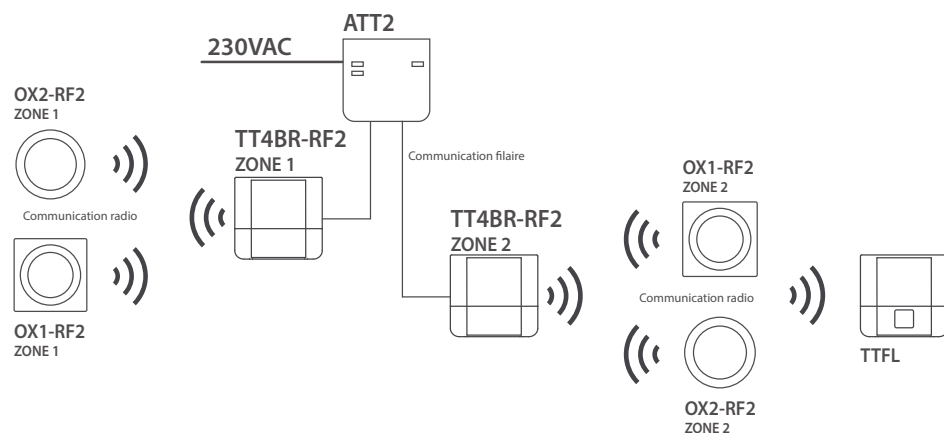 ATT2
230VAC
OX2-RF2
ZONE 1
TT4BR-RF2
ZONE 1
Communication filaire
Communication radio
OX1-RF2
ZONE 1
OX1-RF2
ZONE 2
TT4BR-RF2
ZONE 2
Communication radio
TTFL
OX2-RF2
ZONE 2